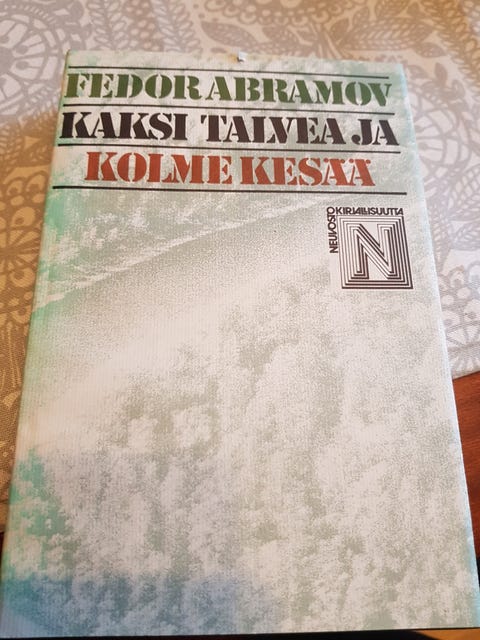 FEDOR ABRAMOV
KAKSI TALVEA JA
KOLME KESÄÄ
NEUVOSTO
KIRJALLISUUTTA
N